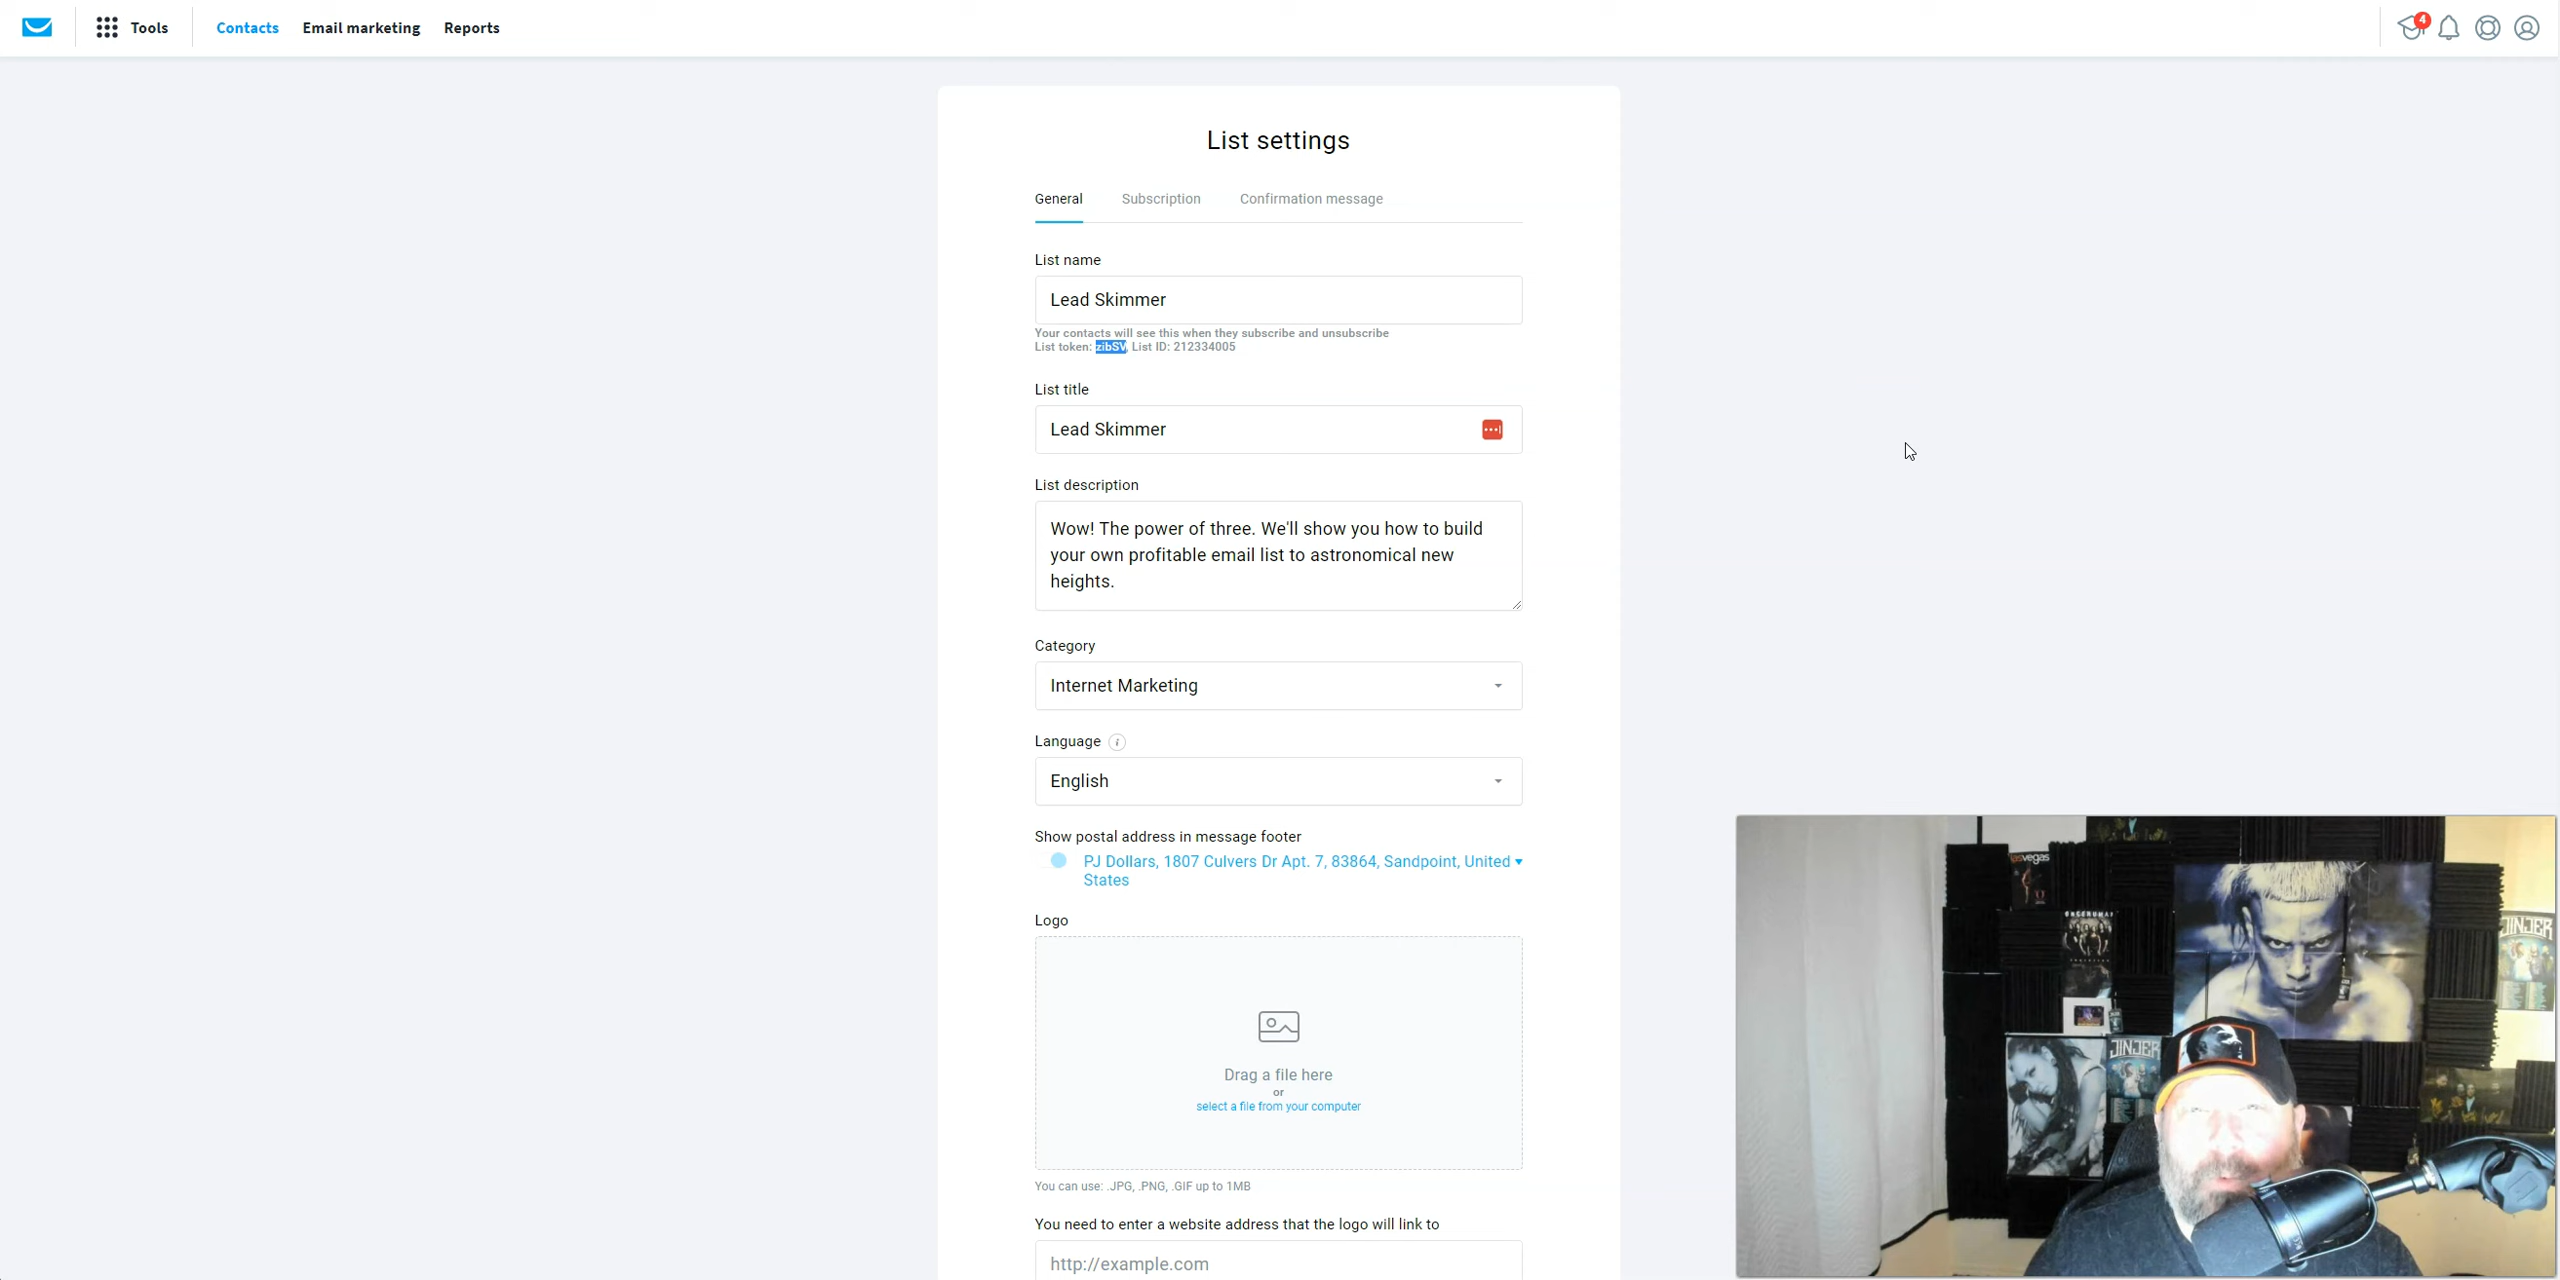 Tools
Contacts
Email marketing
Reports
4
List settings
General
Subscription
Confirmation message
List name
Lead Skimmer
Your contacts will see this when they subscribe and unsubscribe
List token: zibSV, List ID: 212334005
List title
Lead Skimmer
List description
Wow! The power of three. We'll show you how to build
your own profitable email list to astronomical new
heights.
Category
Internet Marketing
Language
English
Show postal address in message footer
PJ Dollars, 1807 Culvers Dr Apt. 7, 83864, Sandpoint, United
States
Logo
Drag a file here
or
select a file from your computer
You can use: .JPG, .PNG, .GIF up to 1MB
You need to enter a website address that the logo will link to
http://example.com
vegas
JINJER
JINJER